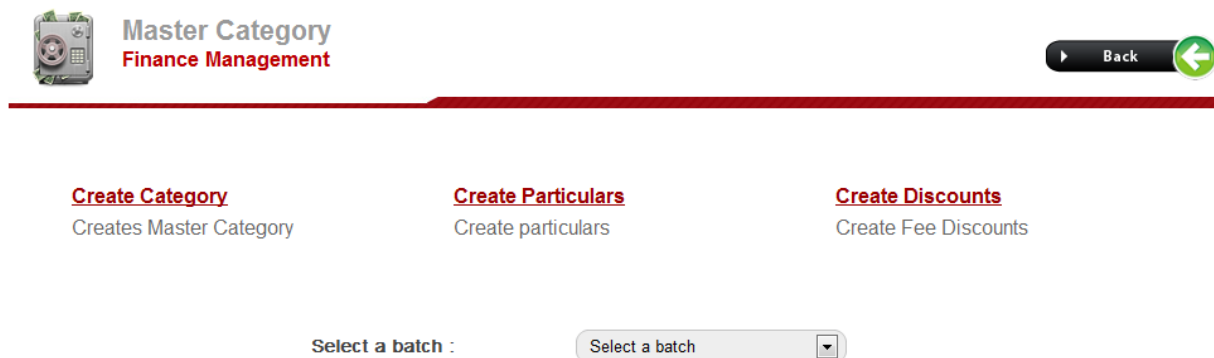 Master Category
Finance Management
Back
Create Category
Creates Master Category
Create Particulars
Create particulars
Create Discounts
Create Fee Discounts
Select a batch :
Select a batch